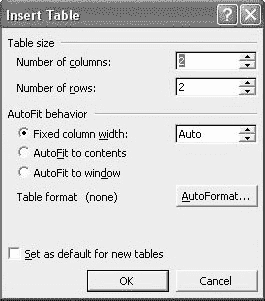 Insert Table
Table size
Number of columns: 2
Number of rows: 2
AutoFit behavior
Fixed column width: Auto
AutoFit to contents
AutoFit to window
Table format (none) AutoFormat...
Set as default for new tables
OK Cancel